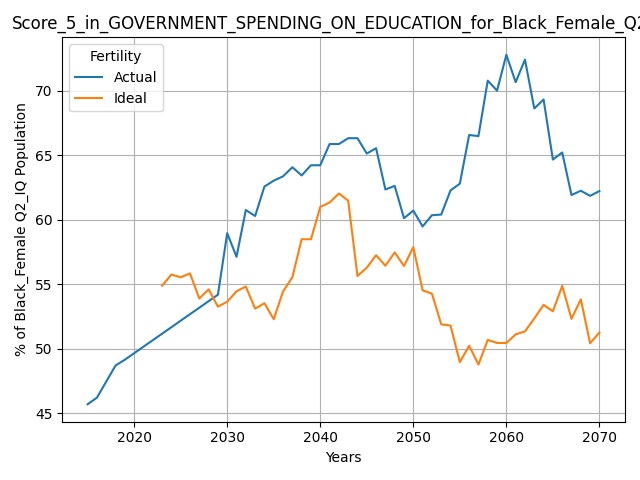 Score_5_in_GOVERNMENT_SPENDING_ON_EDUCATION_for_Black_Female_Q2
Fertility
Actual
Ideal
% of Black_Female Q2_IQ Population
70
65
60
55
50
45
2020 2030 2040 2050 2060 2070
Years